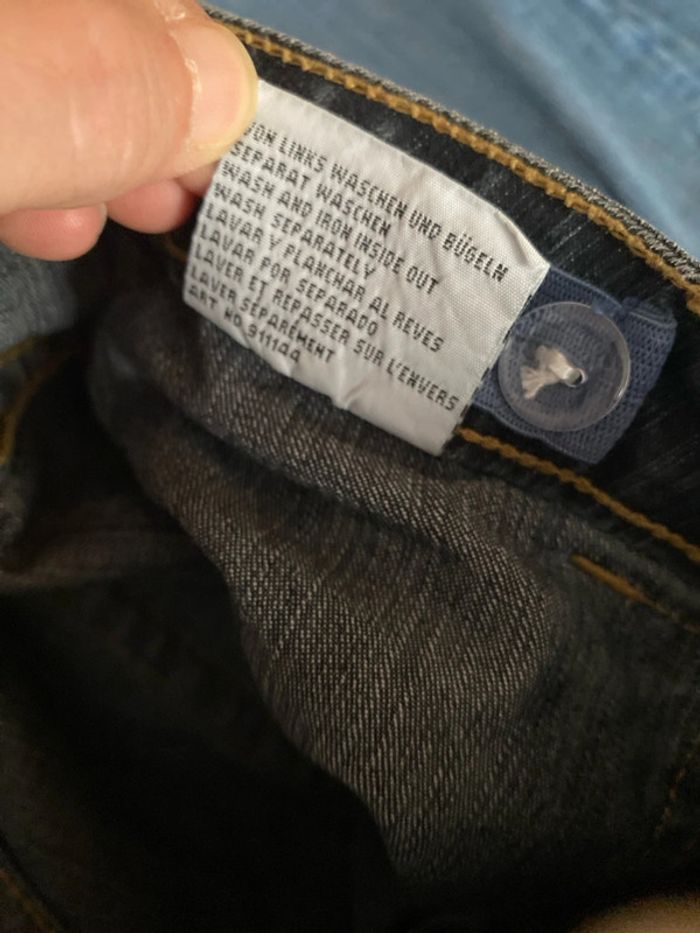 VON LINKS WASCHEN UND BÜGELN
SEPARAT WASCHEN
WASH AND IRON INSIDE OUT
WASH SEPARATELY
LAVAR Y PLANCHAR AL REVES
LAVAR POR SEPARADO
LAVER ET REPASSER SUR L'ENVERS
LAVER SEPARÉMENT
ART. NO. 911144